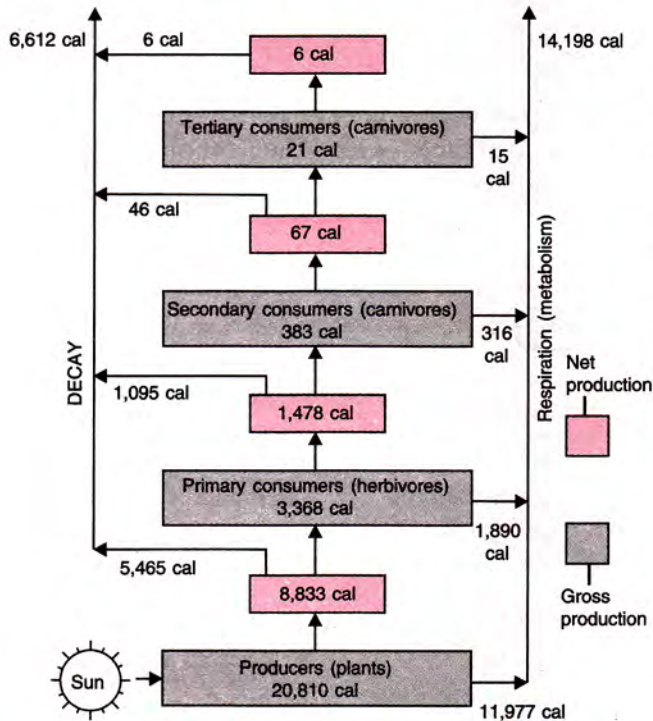 6,612 cal
6 cal
6 cal
14,198 cal
Tertiary consumers (carnivores)
21 cal
15
cal
46 cal
67 cal
Secondary consumers (carnivores)
383 cal
316
cal
DECAY
Respiration (metabolism)
Net
production
1,095 cal
1,478 cal
Primary consumers (herbivores)
3,368 cal
1,890
cal
5,465 cal
8,833 cal
Gross
production
Sun
Producers (plants)
20,810 cal
11,977 cal